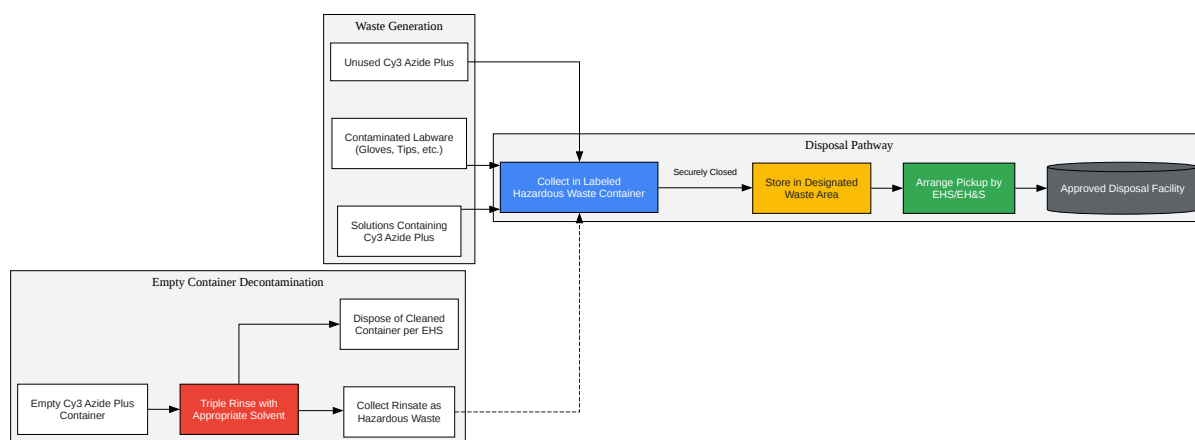 Waste Generation
Unused Cy3 Azide Plus
Contaminated Labware
(Gloves, Tips, etc.)
Solutions Containing
Cy3 Azide Plus
Disposal Pathway
Collect in Labeled
Hazardous Waste Container
Securely Closed
Store in Designated
Waste Area
Arrange Pickup by
EHS/EH&S
Approved Disposal Facility
Empty Container Decontamination
Dispose of Cleaned
Container per EHS
Empty Cy3 Azide Plus
Container
Triple Rinse with
Appropriate Solvent
Collect Rinsate as
Hazardous Waste